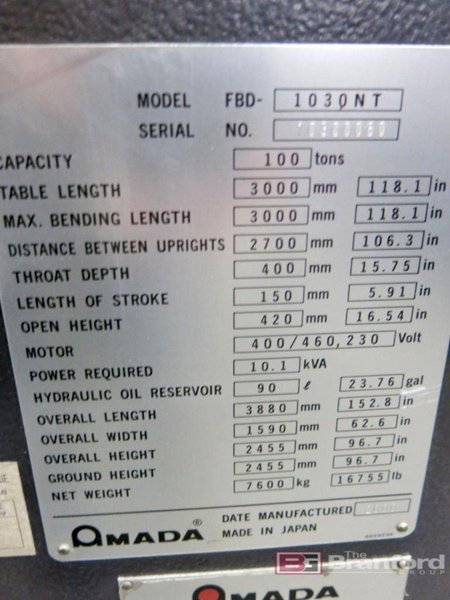 MODEL FBD- 1030NT
SERIAL NO.
CAPACITY 100 tons
TABLE LENGTH 3000 mm 118.1 in
MAX. BENDING LENGTH 3000 mm 118.1 in
DISTANCE BETWEEN UPRIGHTS 2700 mm 106.3 in
THROAT DEPTH 400 mm 15.75 in
LENGTH OF STROKE 150 mm 5.91 in
OPEN HEIGHT 420 mm 16.54 in
MOTOR 400/460,230 Volt
POWER REQUIRED 10.1 kVA
HYDRAULIC OIL RESERVOIR 90 ℓ 23.76 gal
OVERALL LENGTH 3880 mm 152.8 in
OVERALL WIDTH 1590 mm 62.6 in
OVERALL HEIGHT 2455 mm 96.7 in
GROUND HEIGHT 2455 mm 96.7 in
NET WEIGHT 7600 kg 16755 lb
AMADA® DATE MANUFACTURED
MADE IN JAPAN
AMADA
BG The Branford GROUP